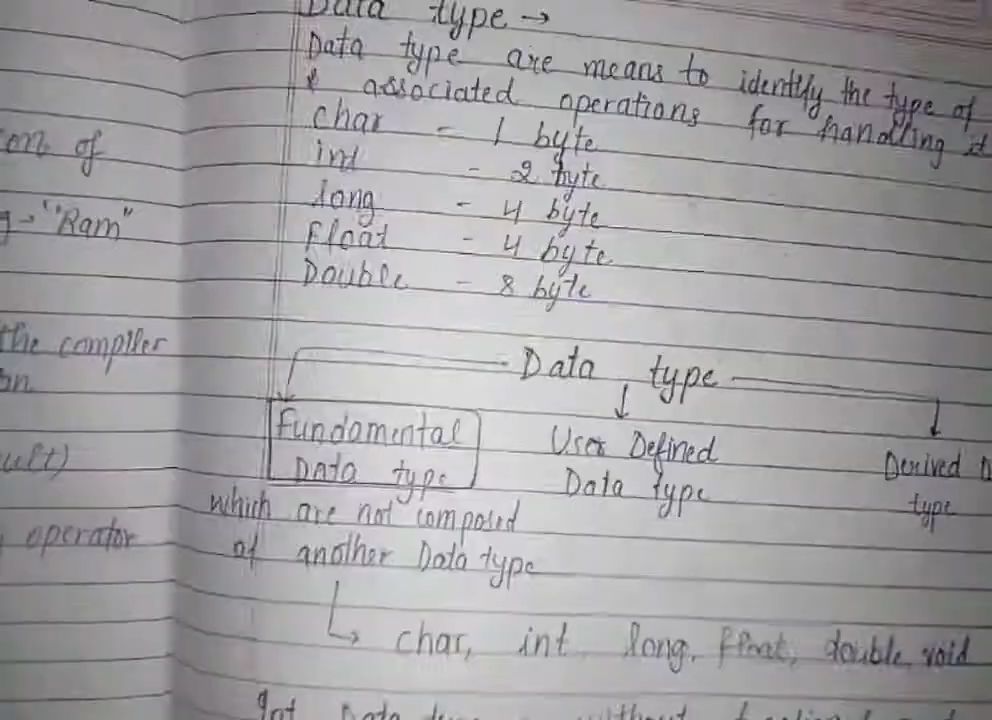 Data type →
Data type are means to identify the type of
& associated operations for handling it
char - 1 byte
int - 2 byte
long - 4 byte
Float - 4 byte
Double - 8 byte
Data type
Fundamental
Data type
User Defined
Data type
Derived D
type
which are not composed
of another Data type
↳ char, int long, float, double, void
int Data
on of
→ "Ram"
the compiler
operator